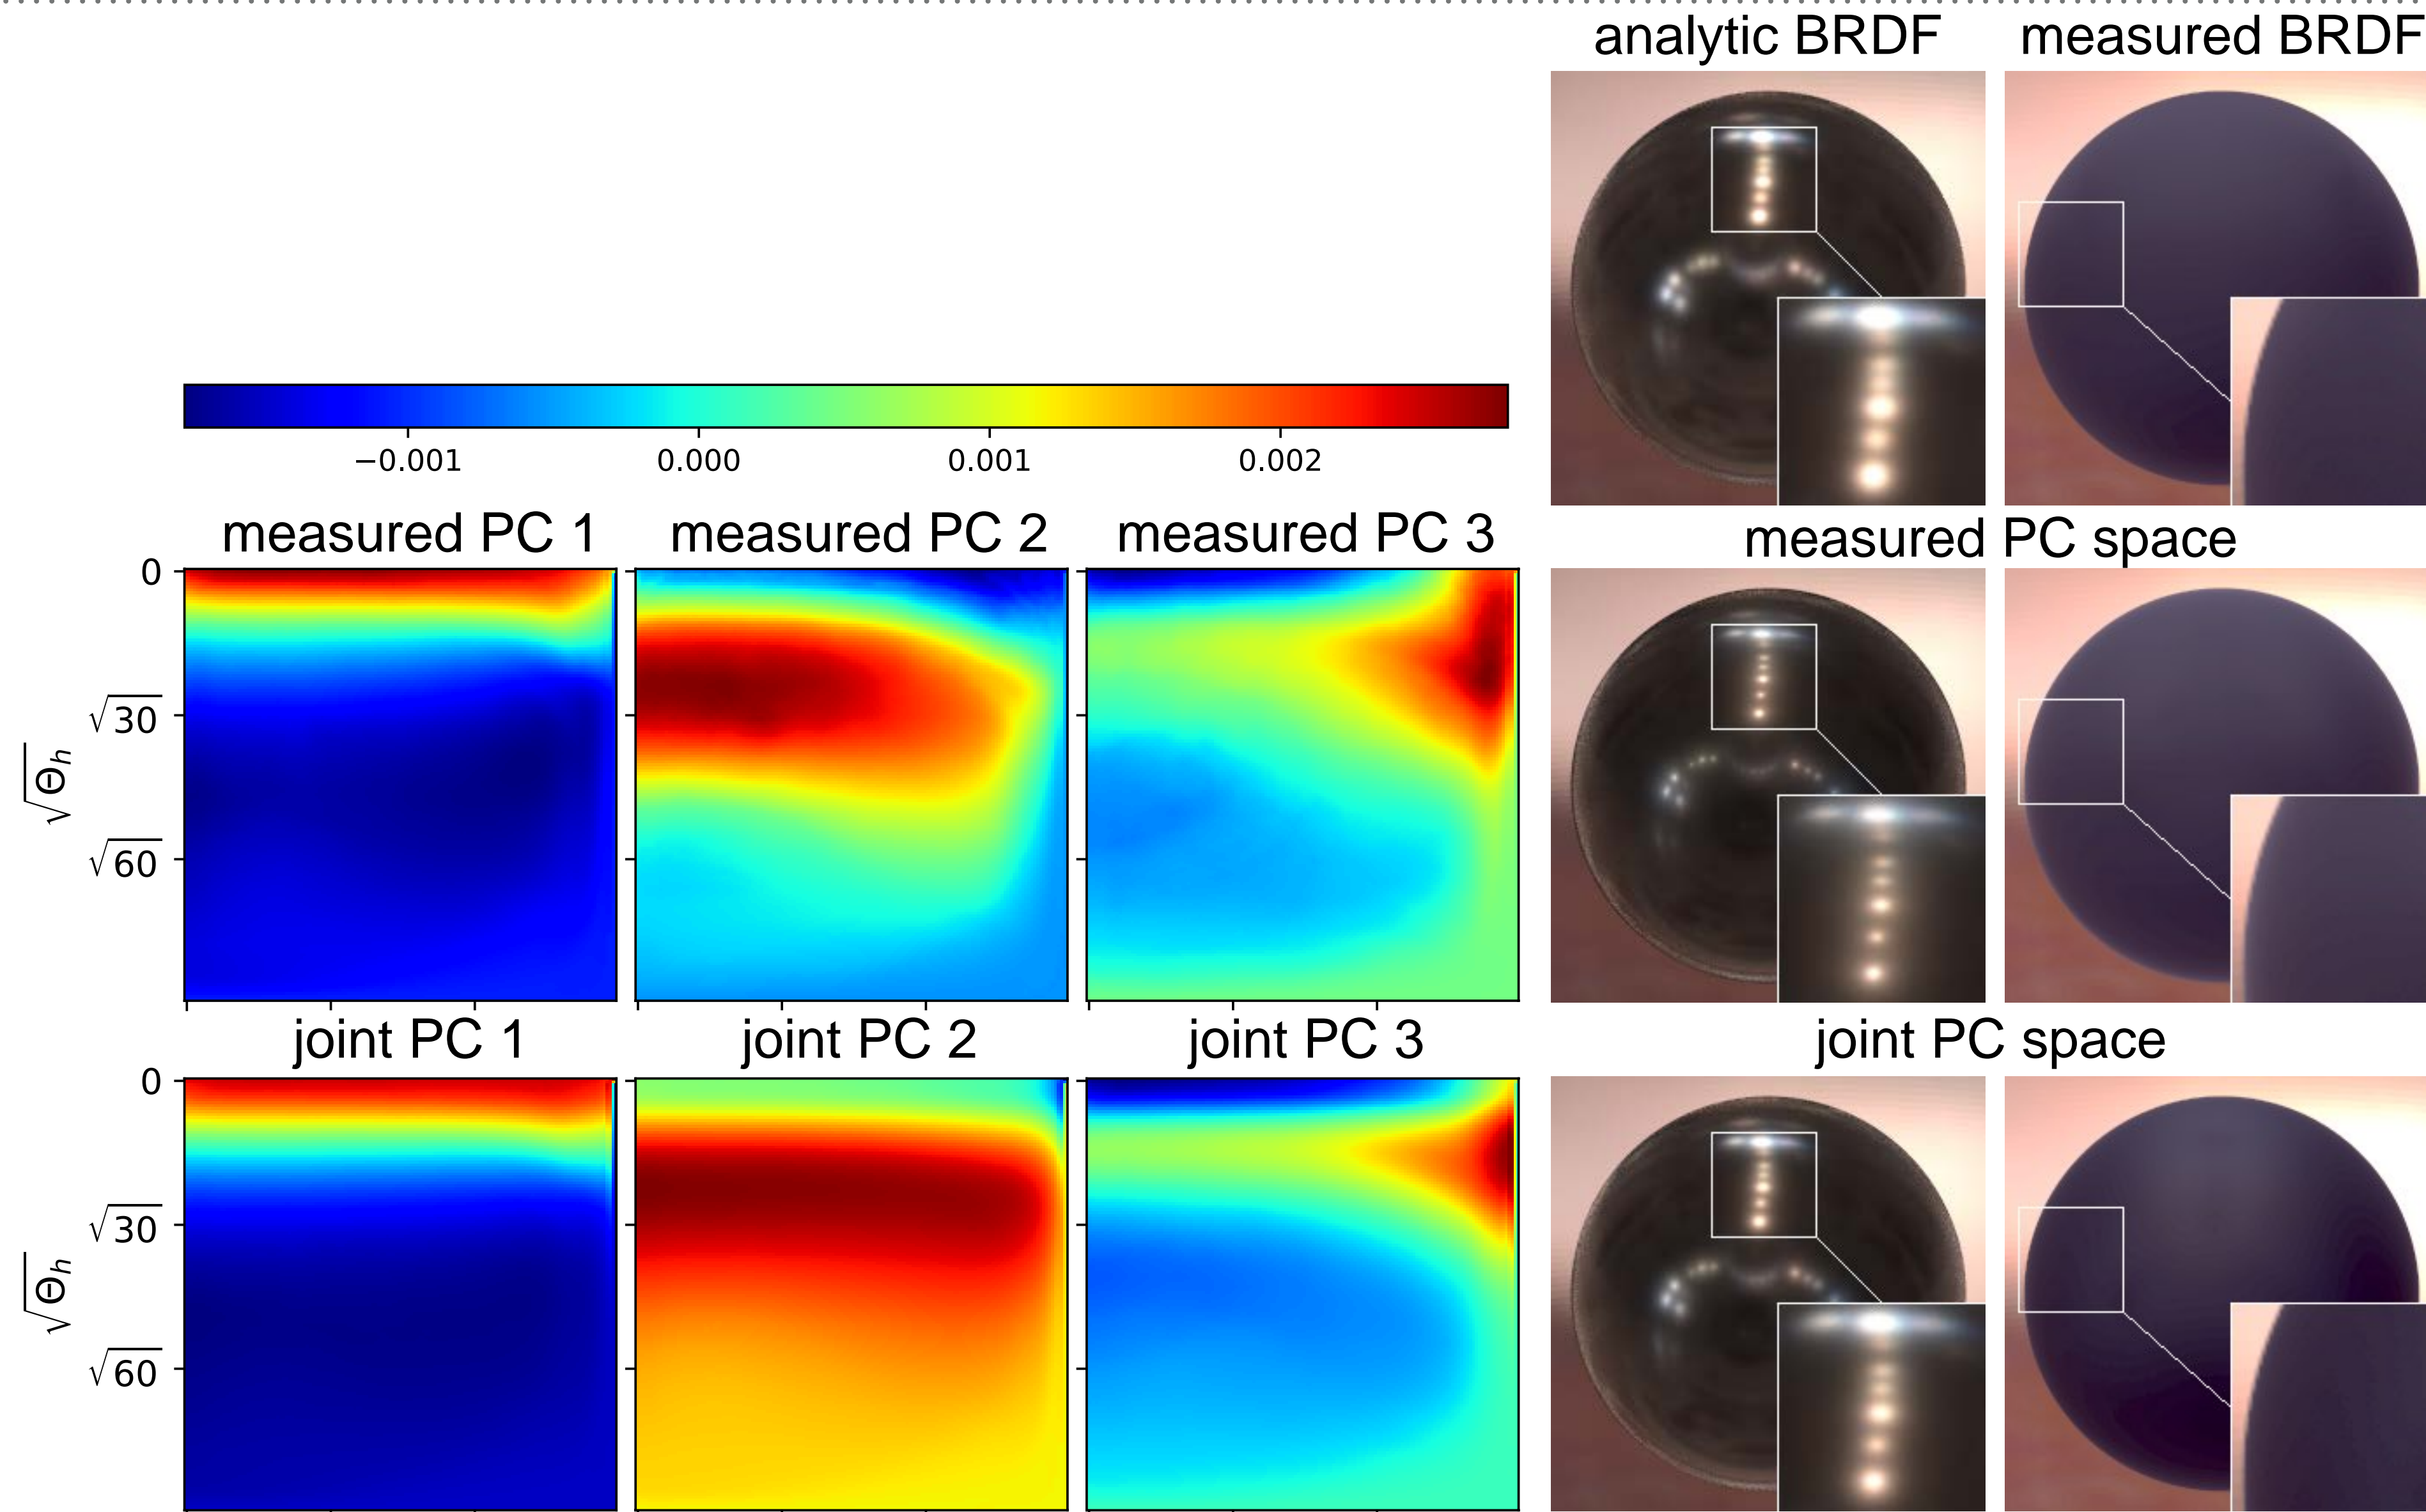 analytic BRDF measured BRDF
−0.001 0.000 0.001 0.002
measured PC 1 measured PC 2 measured PC 3 measured PC space
0
√30
√Θh
√60
joint PC 1 joint PC 2 joint PC 3 joint PC space
0
√30
√Θh
√60